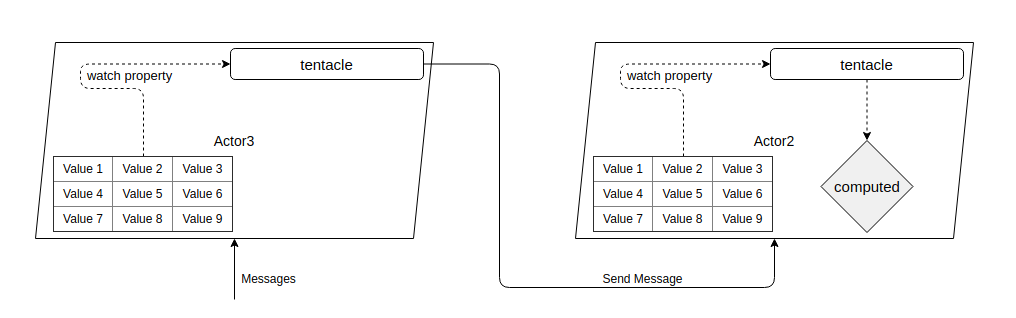 tentacle
watch property
Actor3
Value 1 Value 2 Value 3
Value 4 Value 5 Value 6
Value 7 Value 8 Value 9
Messages
tentacle
watch property
Actor2
Value 1 Value 2 Value 3
Value 4 Value 5 Value 6
Value 7 Value 8 Value 9
computed
Send Message